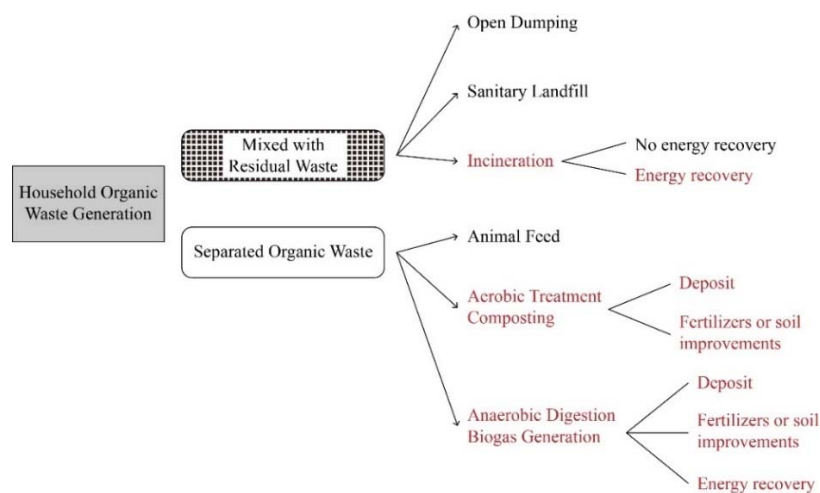 Household Organic
Waste Generation
Mixed with
Residual Waste
Separated Organic Waste
Open Dumping
Sanitary Landfill
Incineration
No energy recovery
Energy recovery
Animal Feed
Aerobic Treatment
Composting
Deposit
Fertilizers or soil
improvements
Anaerobic Digestion
Biogas Generation
Deposit
Fertilizers or soil
improvements
Energy recovery